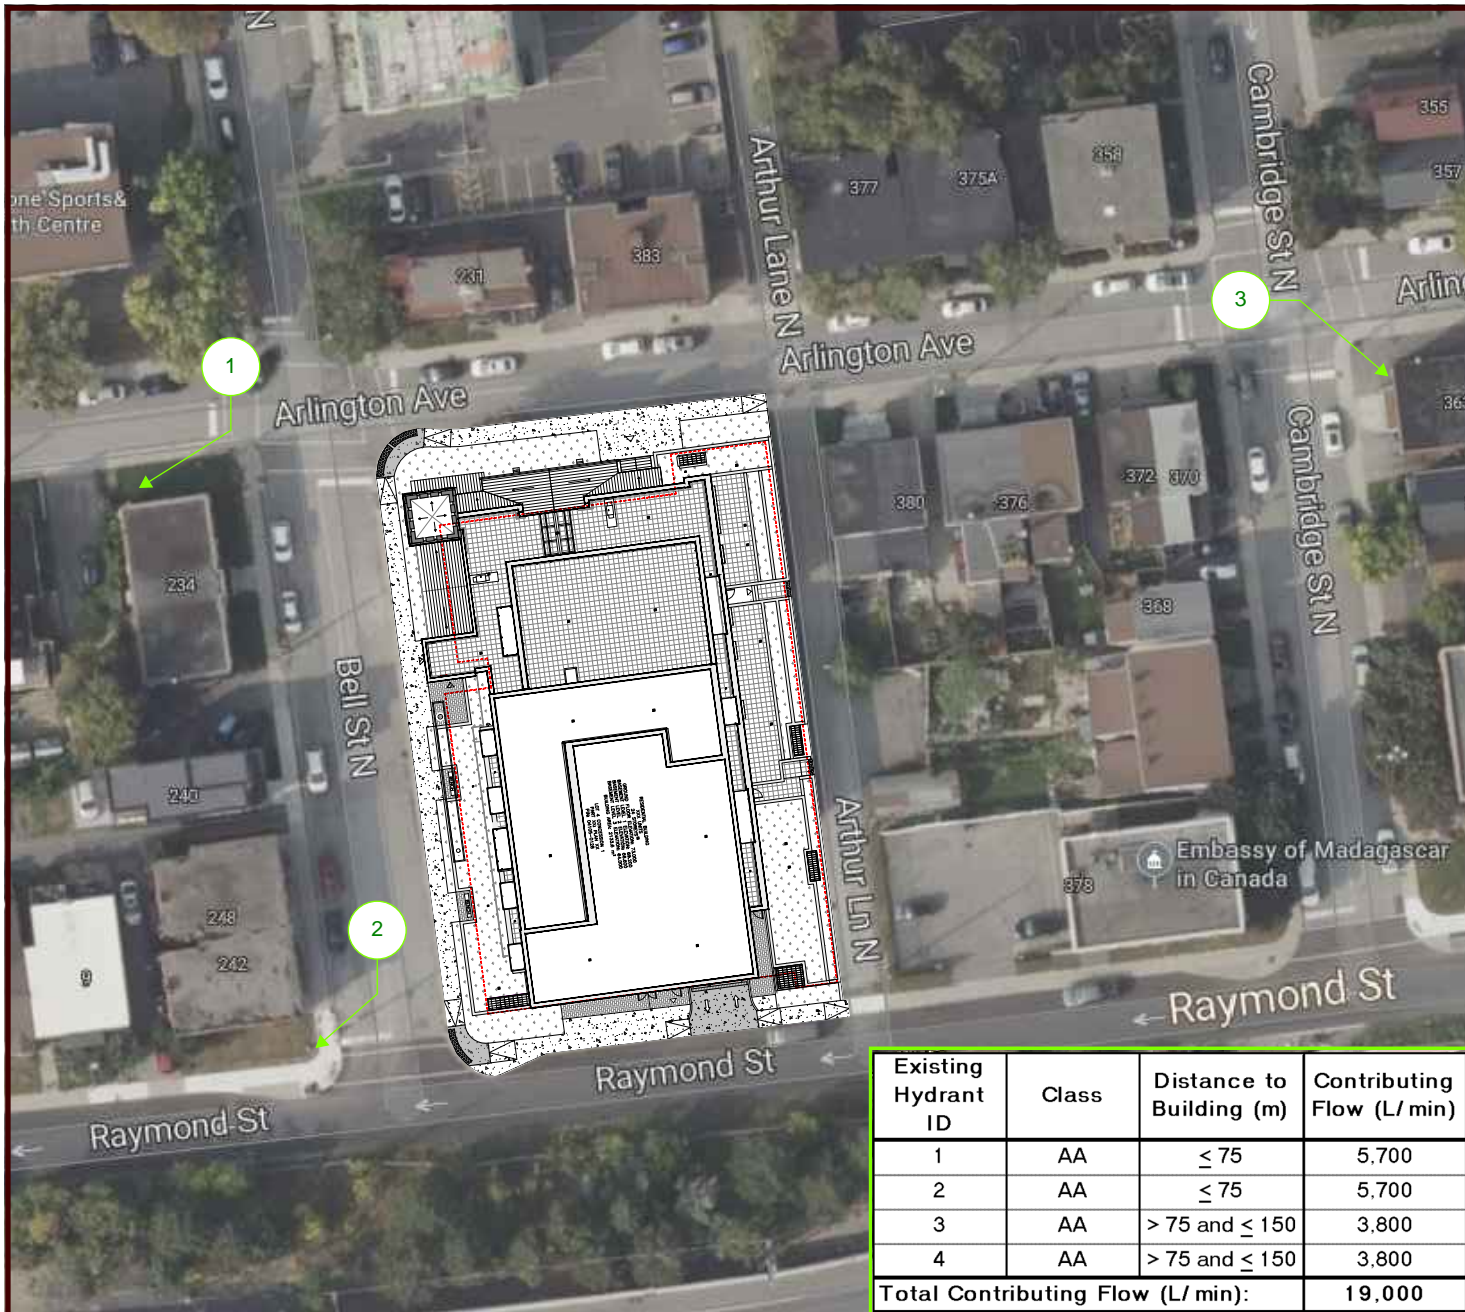 N
one Sports&
th Centre
Arthur Lane N
Cambridge St N
355
357
358
377
375A
383
231
3
Arlin
1
Arlington Ave
Arlington Ave
363
372
370
380
376
Cambridge St N
234
368
Bell St N
240
Arthur Ln N
Embassy of Madagascar
in Canada
378
248
242
9
2
Raymond St
Raymond St
Raymond St
Existing Hydrant ID Class Distance to Building (m) Contributing Flow (L/min)
1 AA ≤ 75 5,700
2 AA ≤ 75 5,700
3 AA > 75 and ≤ 150 3,800
4 AA > 75 and ≤ 150 3,800
Total Contributing Flow (L/min): 19,000